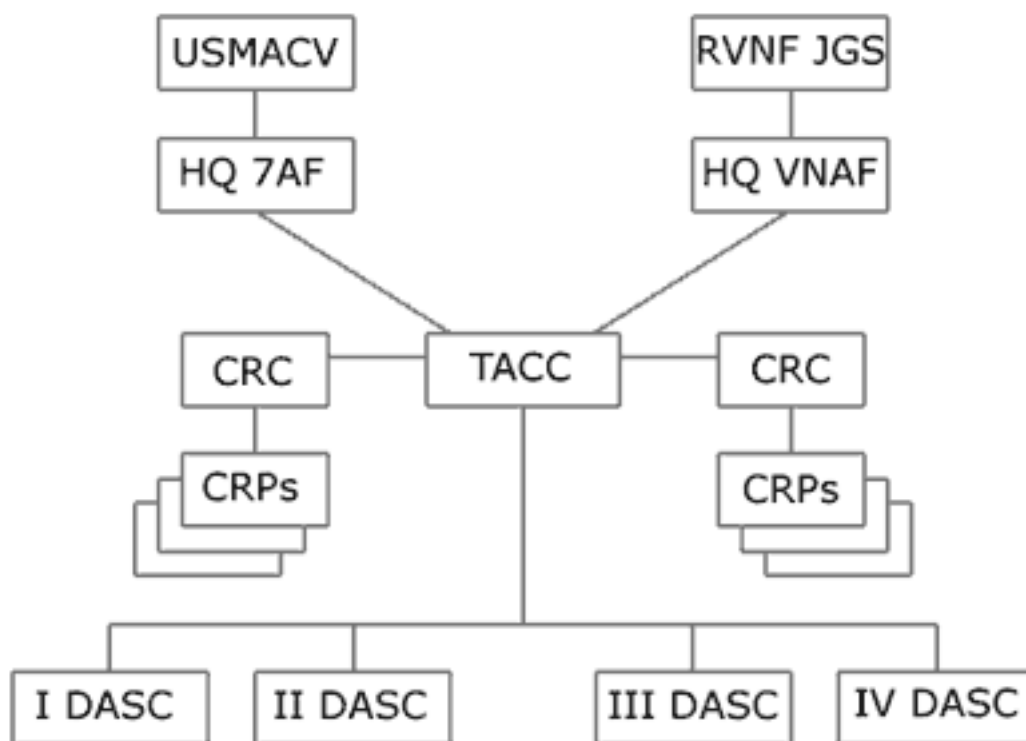 USMACV
RVNF JGS
HQ 7AF
HQ VNAF
CRC
TACC
CRC
CRPs
CRPs
I DASC
II DASC
III DASC
IV DASC